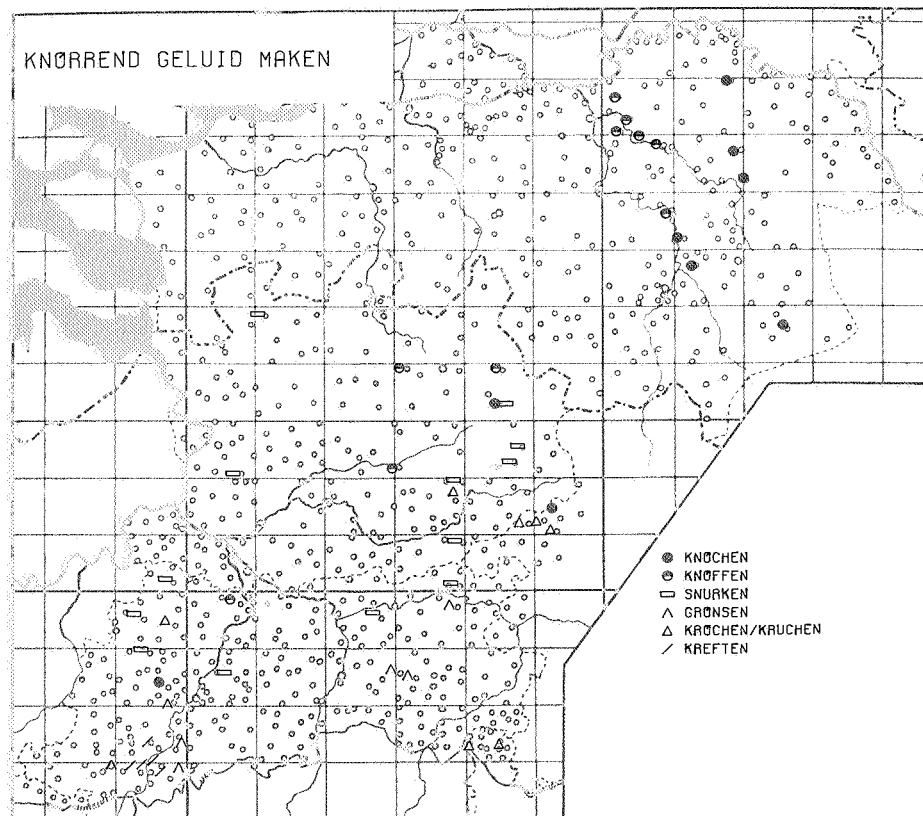 KNORREND GELUID MAKEN
KNOCHEN
KNOFFEN
SNURKEN
GRONSEN
KROCHEN/KRUCHEN
KREFTEN